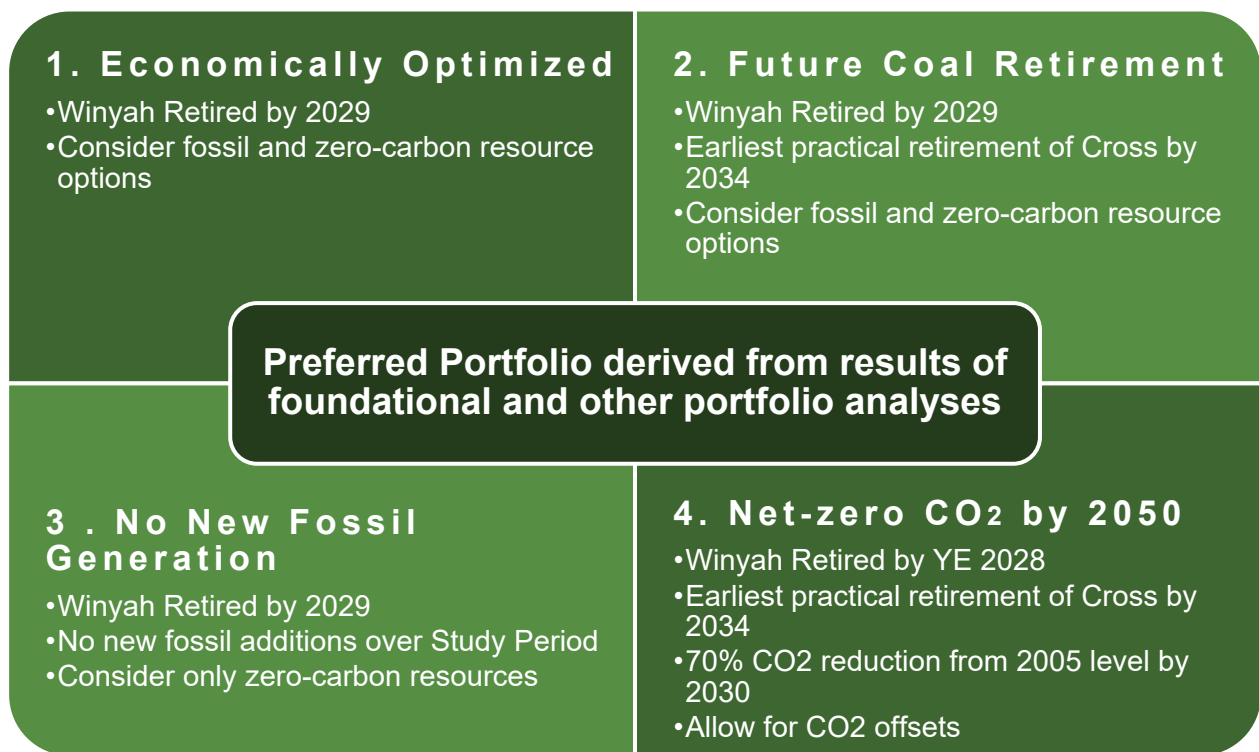 1. Economically Optimized
•Winyah Retired by 2029
•Consider fossil and zero-carbon resource
options
2. Future Coal Retirement
•Winyah Retired by 2029
•Earliest practical retirement of Cross by
2034
•Consider fossil and zero-carbon resource
options
Preferred Portfolio derived from results of
foundational and other portfolio analyses
3 . No New Fossil
Generation
•Winyah Retired by 2029
•No new fossil additions over Study Period
•Consider only zero-carbon resources
4. Net-zero CO2 by 2050
•Winyah Retired by YE 2028
•Earliest practical retirement of Cross by
2034
•70% CO2 reduction from 2005 level by
2030
•Allow for CO2 offsets